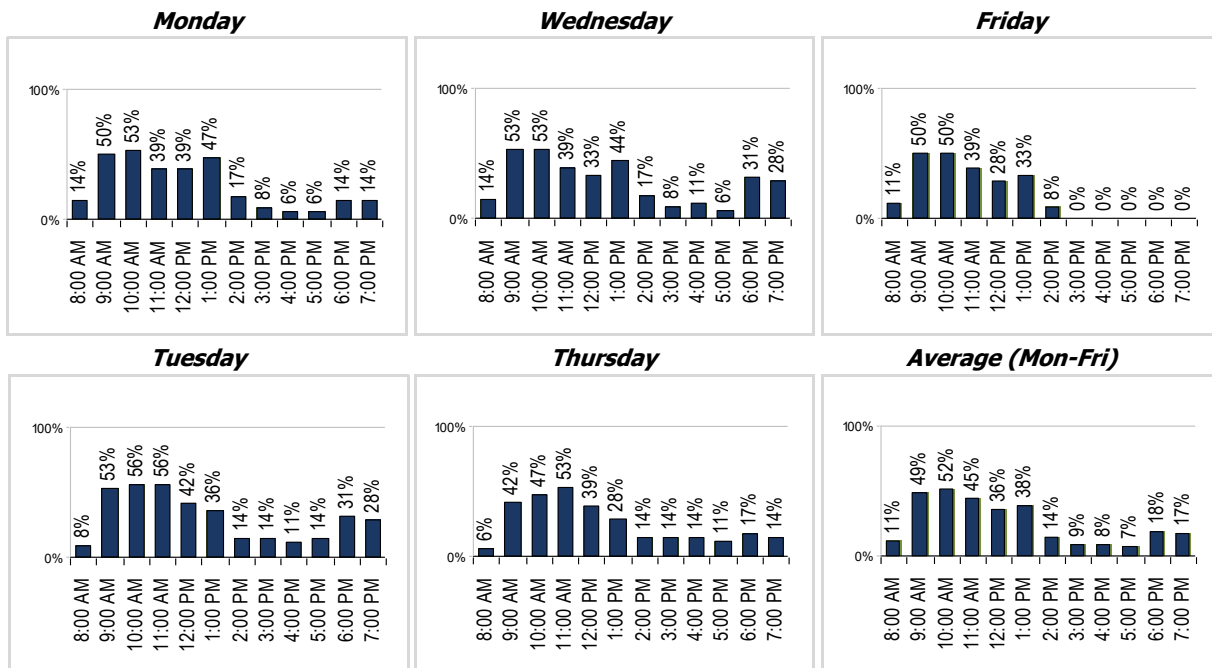 Monday
100%
0%
14%
50%
53%
39%
39%
47%
17%
8%
6%
6%
14%
14%
8:00 AM
9:00 AM
10:00 AM
11:00 AM
12:00 PM
1:00 PM
2:00 PM
3:00 PM
4:00 PM
5:00 PM
6:00 PM
7:00 PM
Wednesday
100%
0%
14%
53%
53%
39%
33%
44%
17%
8%
11%
6%
31%
28%
8:00 AM
9:00 AM
10:00 AM
11:00 AM
12:00 PM
1:00 PM
2:00 PM
3:00 PM
4:00 PM
5:00 PM
6:00 PM
7:00 PM
Friday
100%
0%
11%
50%
50%
39%
28%
33%
8%
0%
0%
0%
0%
0%
8:00 AM
9:00 AM
10:00 AM
11:00 AM
12:00 PM
1:00 PM
2:00 PM
3:00 PM
4:00 PM
5:00 PM
6:00 PM
7:00 PM
Tuesday
100%
0%
8%
53%
56%
56%
42%
36%
14%
14%
11%
14%
31%
28%
8:00 AM
9:00 AM
10:00 AM
11:00 AM
12:00 PM
1:00 PM
2:00 PM
3:00 PM
4:00 PM
5:00 PM
6:00 PM
7:00 PM
Thursday
100%
0%
6%
42%
47%
53%
39%
28%
14%
14%
14%
11%
17%
14%
8:00 AM
9:00 AM
10:00 AM
11:00 AM
12:00 PM
1:00 PM
2:00 PM
3:00 PM
4:00 PM
5:00 PM
6:00 PM
7:00 PM
Average (Mon-Fri)
100%
0%
11%
49%
52%
45%
36%
38%
14%
9%
8%
7%
18%
17%
8:00 AM
9:00 AM
10:00 AM
11:00 AM
12:00 PM
1:00 PM
2:00 PM
3:00 PM
4:00 PM
5:00 PM
6:00 PM
7:00 PM